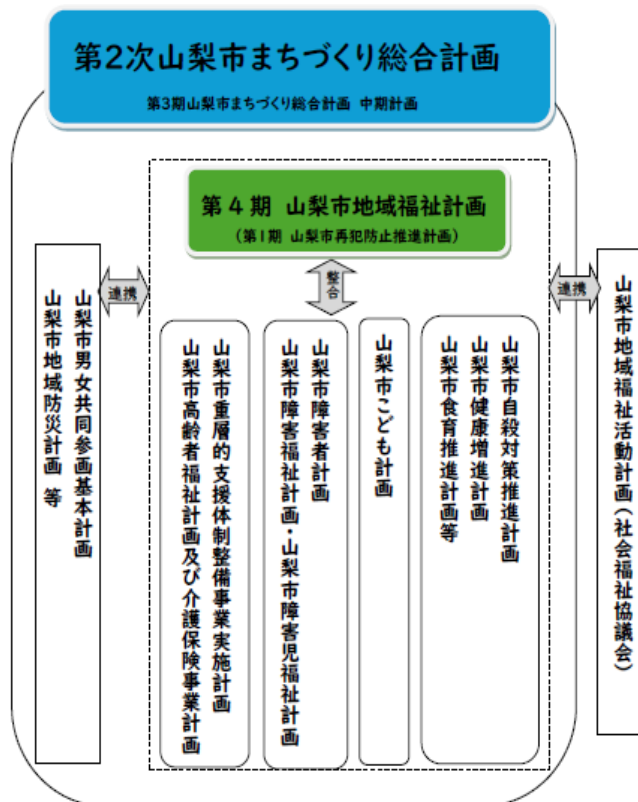 第2次山梨市まちづくり総合計画
第3期山梨市まちづくり総合計画 中期計画
第4期 山梨市地域福祉計画
(第1期 山梨市再犯防止推進計画)
連携
整合
連携
山梨市男女共同参画基本計画
山梨市地域防災計画 等
山梨市重層的支援体制整備事業実施計画
山梨市高齢者福祉計画及び介護保険事業計画
山梨市障害者計画
山梨市障害福祉計画・山梨市障害児福祉計画
山梨市こども計画
山梨市自殺対策推進計画
山梨市健康増進計画
山梨市食育推進計画等
山梨市地域福祉活動計画(社会福祉協議会)